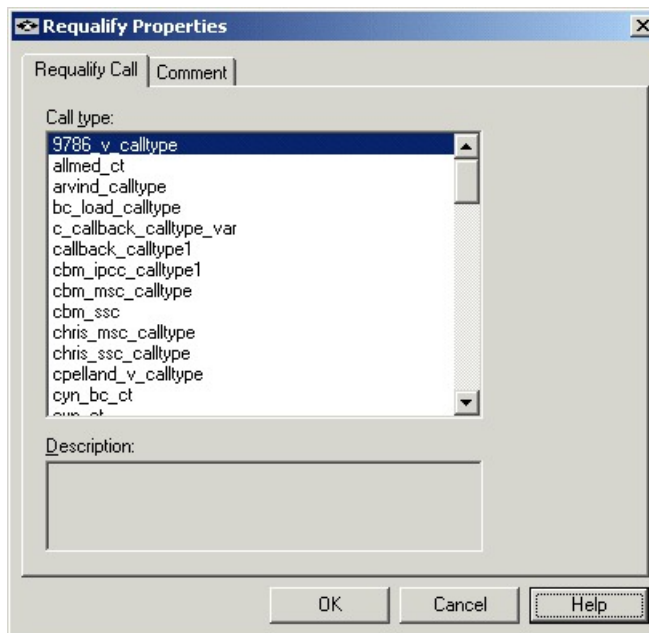 Requalify Properties
Requalify Call
Comment
Call type:
9786_v_calltype
allmed_ct
arvind_calltype
bc_load_calltype
c_callback_calltype_var
callback_calltype1
cbm_ipcc_calltype1
cbm_msc_calltype
cbm_ssc
chris_msc_calltype
chris_ssc_calltype
cpelland_v_calltype
cyn_bc_ct
Description:
OK
Cancel
Help